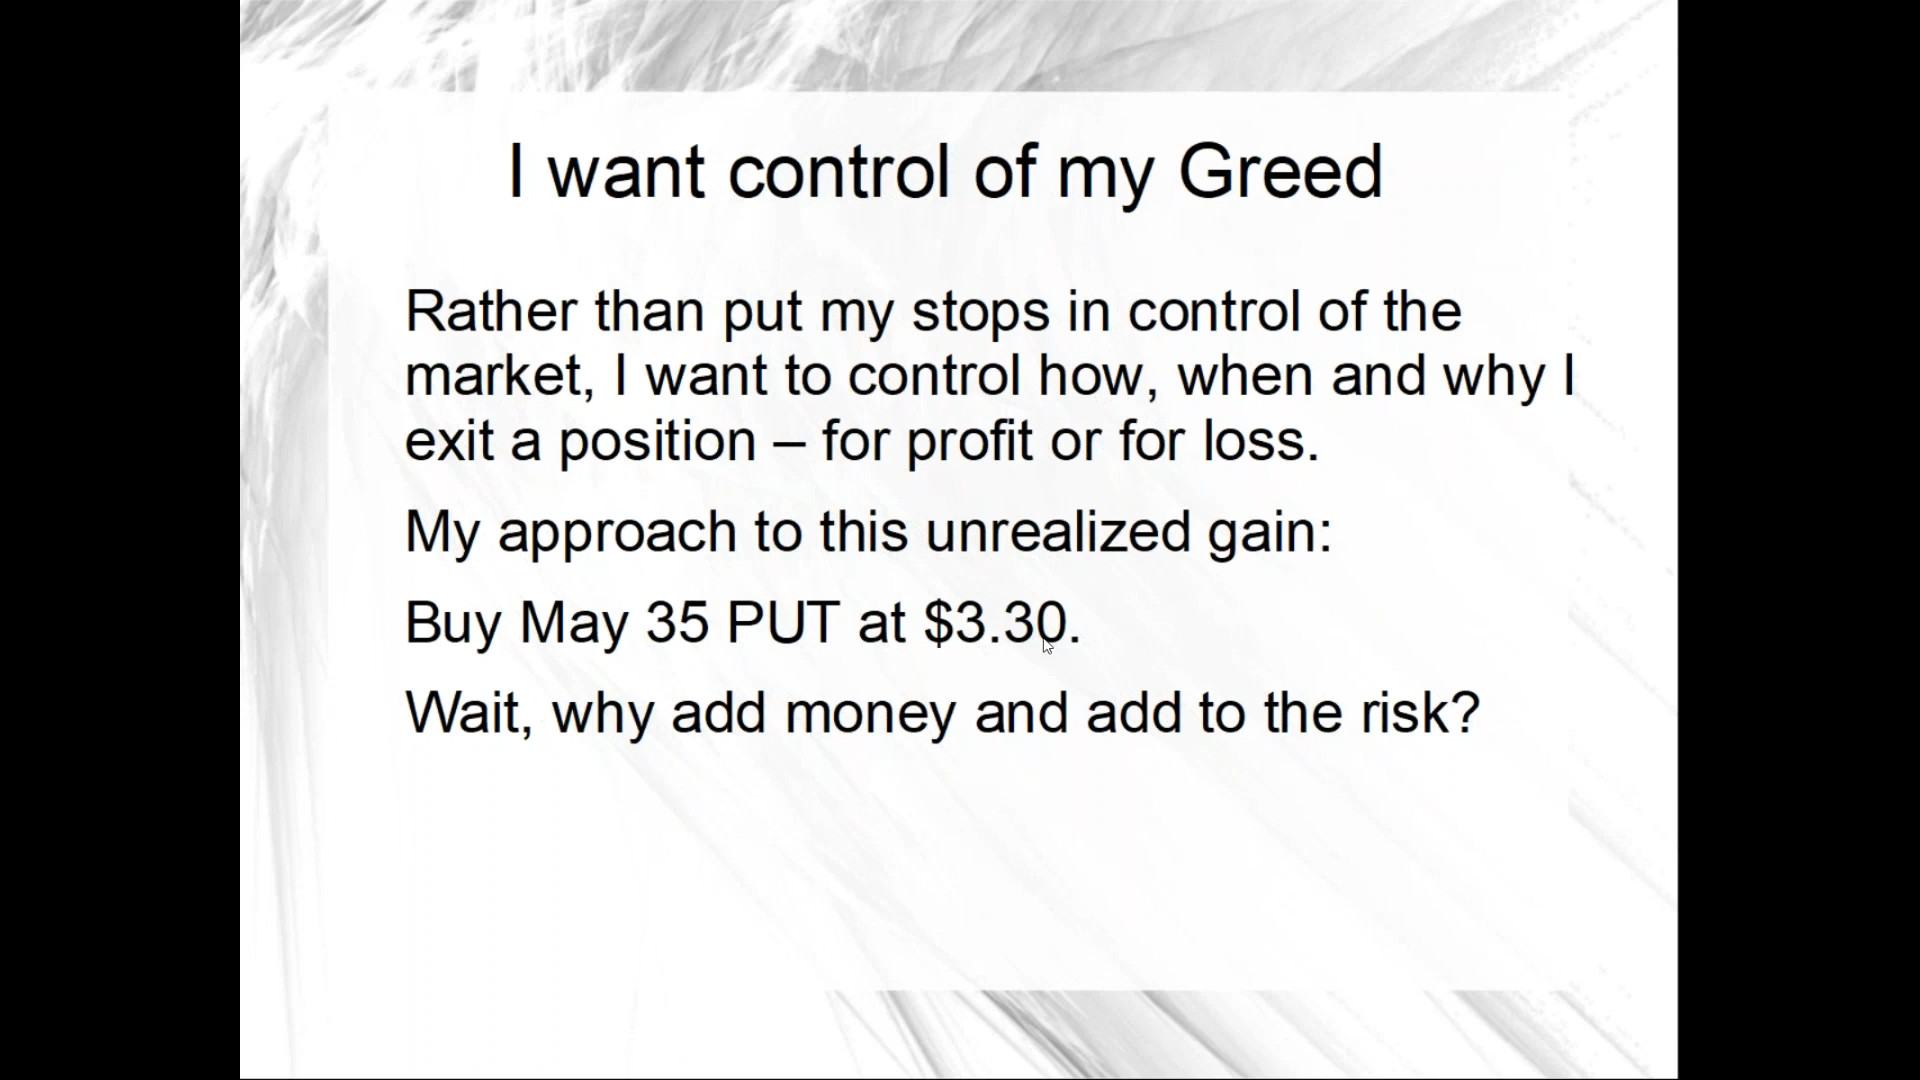 I want control of my Greed
Rather than put my stops in control of the
market, I want to control how, when and why I
exit a position – for profit or for loss.
My approach to this unrealized gain:
Buy May 35 PUT at $3.30.
Wait, why add money and add to the risk?